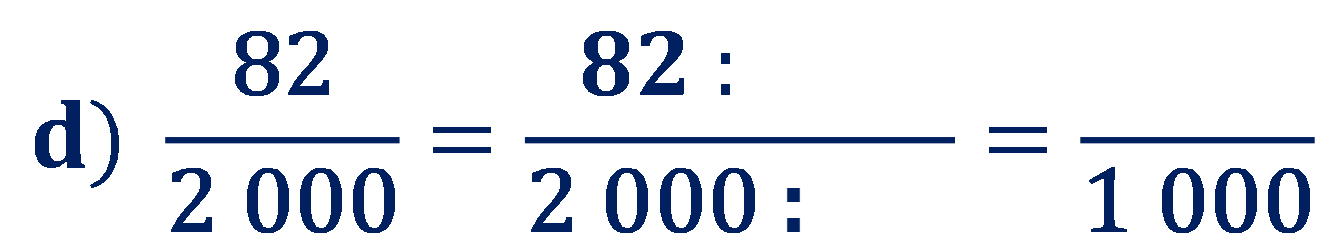 d) 82/2 000 = 82 :/2 000 : = /1 000